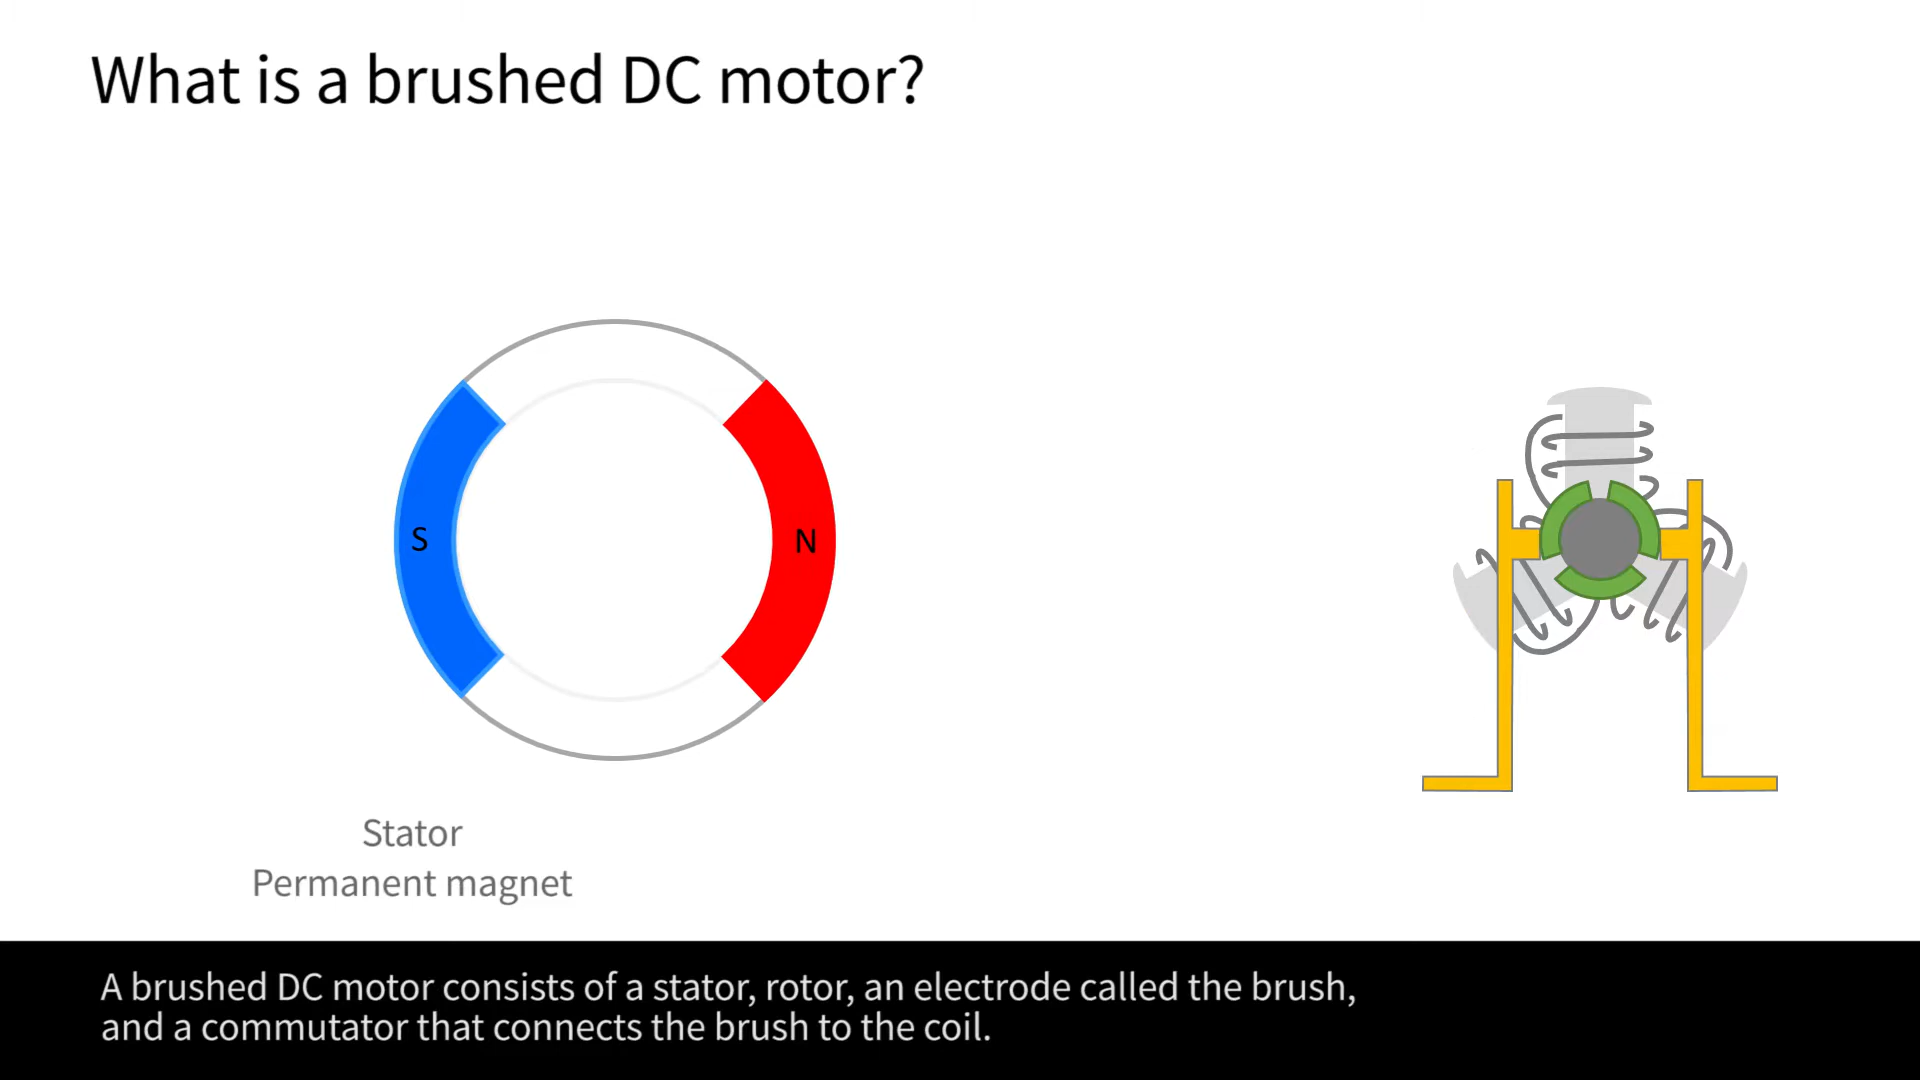 What is a brushed DC motor?
S
N
Stator
Permanent magnet
A brushed DC motor consists of a stator, rotor, an electrode called the brush,
and a commutator that connects the brush to the coil.